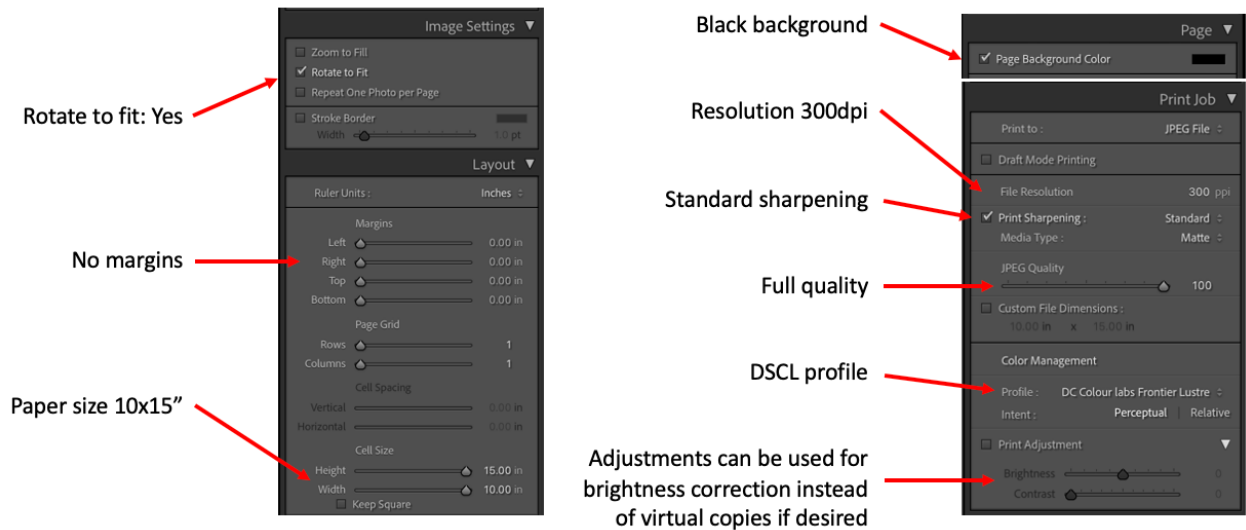 Image Settings ▼
Zoom to Fill
Rotate to Fit
Repeat One Photo per Page
Stroke Border
Width 1.0 pt
Layout ▼
Ruler Units : Inches
Margins
Left 0.00 in
Right 0.00 in
Top 0.00 in
Bottom 0.00 in
Page Grid
Rows 1
Columns 1
Cell Spacing
Vertical 0.00 in
Horizontal 0.00 in
Cell Size
Height 15.00 in
Width 10.00 in
Keep Square
Rotate to fit: Yes
No margins
Paper size 10x15”
Black background
Resolution 300dpi
Standard sharpening
Full quality
DSCL profile
Adjustments can be used for
brightness correction instead
of virtual copies if desired
Page ▼
Page Background Color
Print Job ▼
Print to : JPEG File
Draft Mode Printing
File Resolution 300 ppi
Print Sharpening : Standard
Media Type : Matte
JPEG Quality
100
Custom File Dimensions :
10.00 in x 15.00 in
Color Management
Profile : DC Colour labs Frontier Lustre
Intent : Perceptual | Relative
Print Adjustment ▼
Brightness 0
Contrast 0